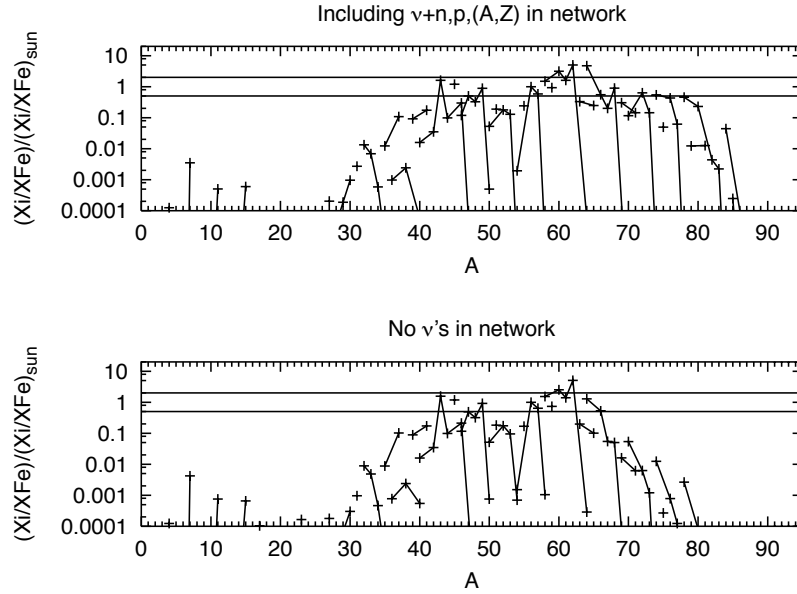 Including ν+n,p,(A,Z) in network
(Xi/XFe)/(Xi/XFe)sun
10
1
0.1
0.01
0.001
0.0001
0 10 20 30 40 50 60 70 80 90
A
No ν's in network
(Xi/XFe)/(Xi/XFe)sun
10
1
0.1
0.01
0.001
0.0001
0 10 20 30 40 50 60 70 80 90
A